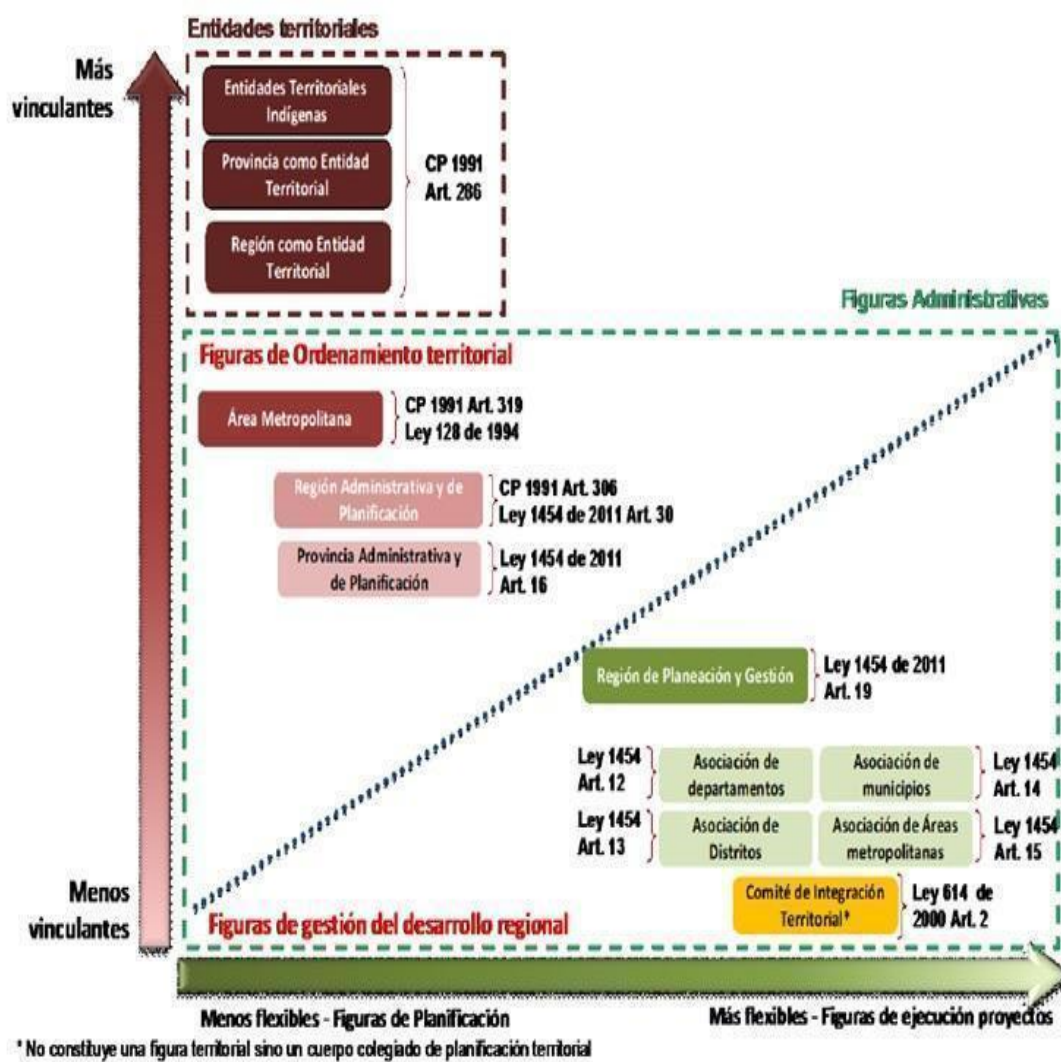 Entidades territoriales
Más
vinculantes
Entidades Territoriales
Indígenas
Provincia como Entidad
Territorial
Región como Entidad
Territorial
CP 1991
Art. 286
Figuras Administrativas
Figuras de Ordenamiento territorial
Área Metropolitana
CP 1991 Art. 319
Ley 128 de 1994
Región Administrativa y de
Planificación
CP 1991 Art. 306
Ley 1454 de 2011 Art. 30
Provincia Administrativa y
de Planificación
Ley 1454 de 2011
Art. 16
Región de Planeación y Gestión
Ley 1454 de 2011
Art. 19
Ley 1454
Art. 12
Asociación de
departamentos
Asociación de
municipios
Ley 1454
Art. 14
Ley 1454
Art. 13
Asociación de
Distritos
Asociación de Áreas
metropolitanas
Ley 1454
Art. 15
Comité de Integración
Territorial*
Ley 614 de
2000 Art. 2
Menos
vinculantes
Figuras de gestión del desarrollo regional
Menos flexibles - Figuras de Planificación
Más flexibles - Figuras de ejecución proyectos
* No constituye una figura territorial sino un cuerpo colegiado de planificación territorial